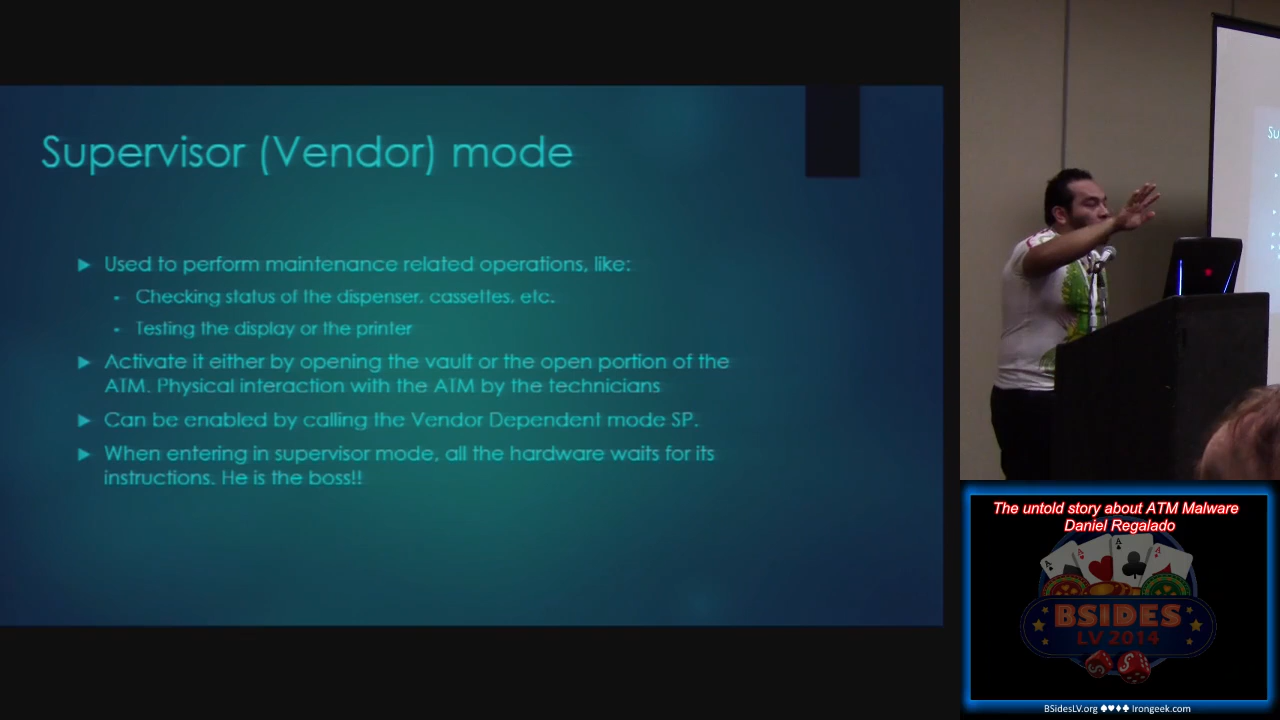 Supervisor (Vendor) mode
Used to perform maintenance related operations, like:
Checking status of the dispenser, cassettes, etc.
Testing the display or the printer
Activate it either by opening the vault or the open portion of the
ATM. Physical interaction with the ATM by the technicians
Can be enabled by calling the Vendor Dependent mode SP.
When entering in supervisor mode, all the hardware waits for its
instructions. He is the boss!!
Su
The untold story about ATM Malware
Daniel Regalado
A
A
A
A
BSIDES
LV 2014
S
S
BSidesLV.org ♠♥♦♣ Irongeek.com